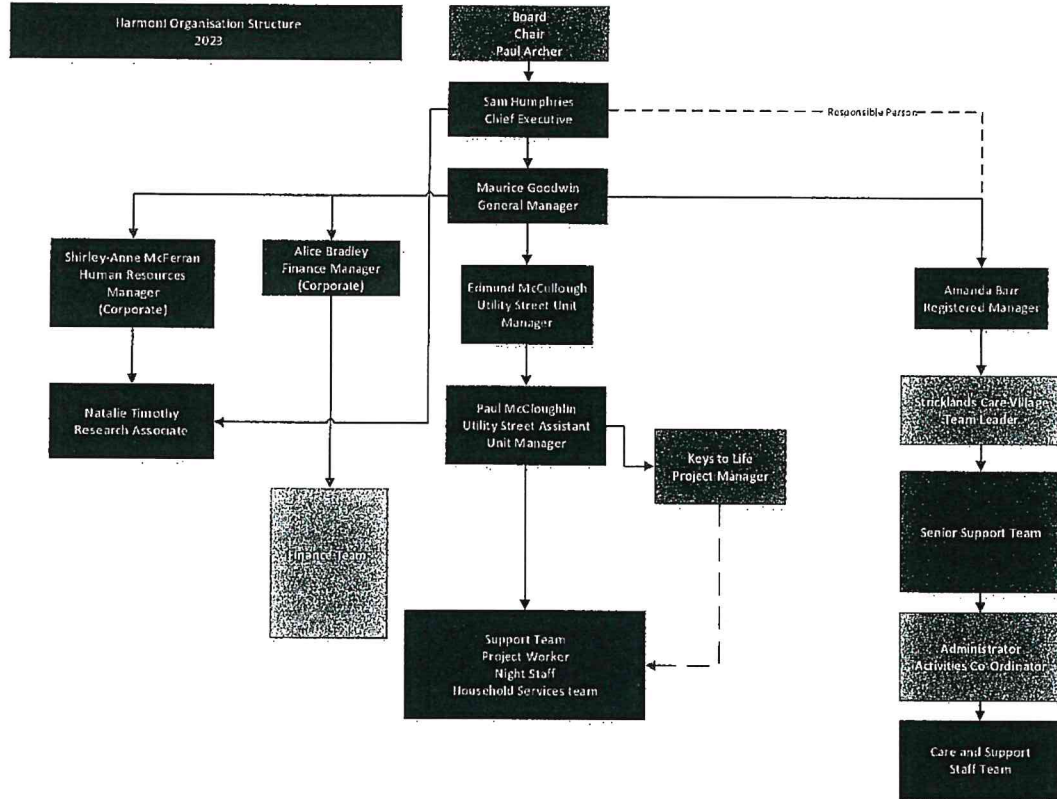 Harmoni Organisation Structure
2023
Board
Chair
Paul Archer
Sam Humphries
Chief Executive
Responsible Person
Maurice Goodwin
General Manager
Shirley-Anne McFerran
Human Resources
Manager
(Corporate)
Alice Bradley
Finance Manager
(Corporate)
Edmund McCullough
Utility Street Unit
Manager
Amanda Barr
Registered Manager
Natalie Timothy
Research Associate
Paul McCloughlin
Utility Street Assistant
Unit Manager
Keys to Life
Project Manager
Stricklands Care Village
Team Leader
Finance Team
Senior Support Team
Support Team
Project Worker
Night Staff
Household Services team
Administrator
Activities Co-Ordinator
Care and Support
Staff Team